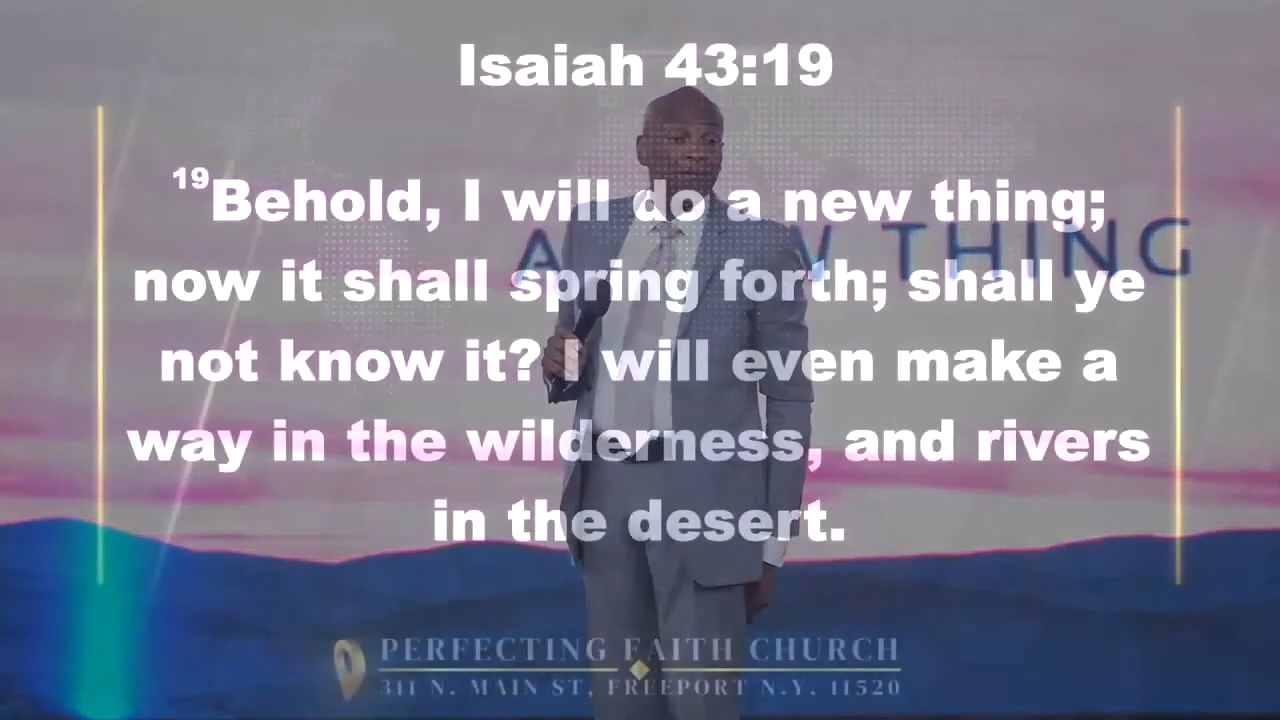 Isaiah 43:19
19Behold, I will do a new thing;
now it shall spring forth; shall ye
not know it? I will even make a
way in the wilderness, and rivers
in the desert.
A W THING
PERFECTING FAITH CHURCH
311 N. MAIN ST, FREEPORT N.Y. 11520